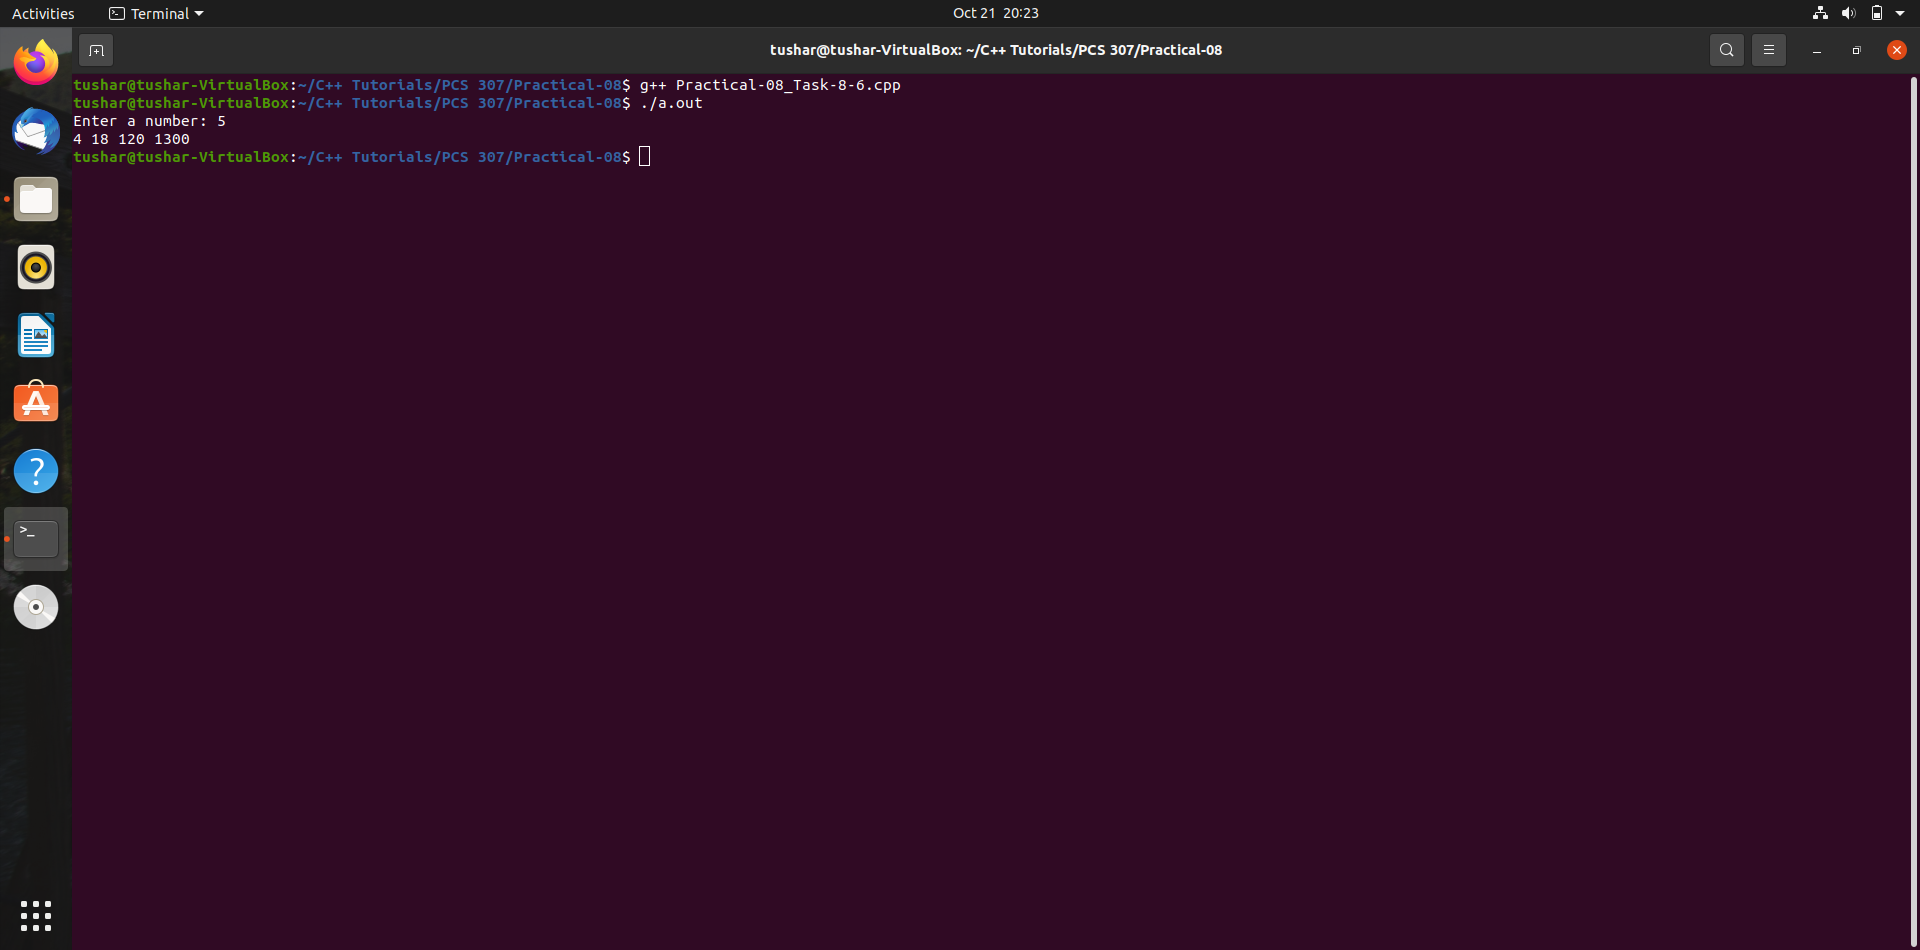 Activities Terminal Oct 21 20:23
tushar@tushar-VirtualBox: ~/C++ Tutorials/PCS 307/Practical-08
tushar@tushar-VirtualBox:~/C++ Tutorials/PCS 307/Practical-08$ g++ Practical-08_Task-8-6.cpp
tushar@tushar-VirtualBox:~/C++ Tutorials/PCS 307/Practical-08$ ./a.out
Enter a number: 5
4 18 120 1300
tushar@tushar-VirtualBox:~/C++ Tutorials/PCS 307/Practical-08$